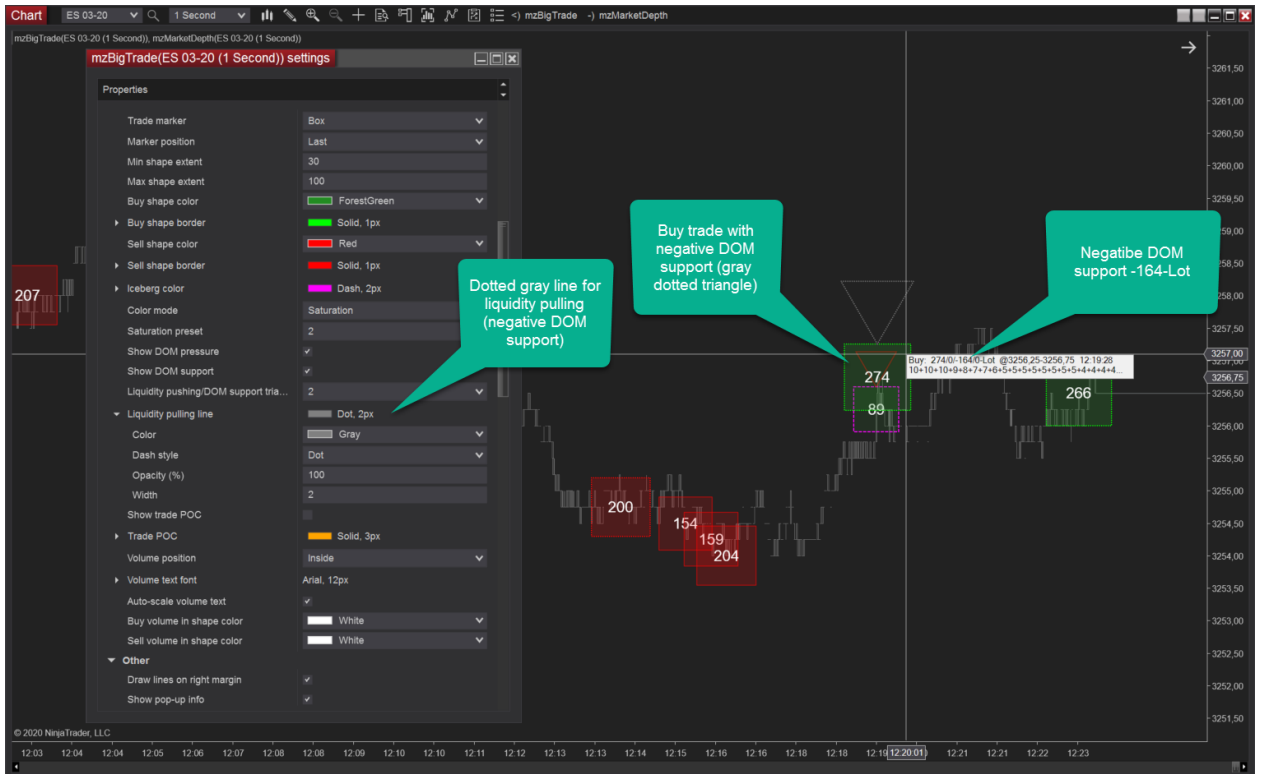 Chart ES 03-20 1 Second <) mzBigTrade -) mzMarketDepth
mzBigTrade(ES 03-20 (1 Second)), mzMarketDepth(ES 03-20 (1 Second))
mzBigTrade(ES 03-20 (1 Second)) settings
Properties
Trade marker Box
Marker position Last
Min shape extent 30
Max shape extent 100
Buy shape color ForestGreen
Buy shape border Solid, 1px
Sell shape color Red
Sell shape border Solid, 1px
Iceberg color Dash, 2px
Color mode Saturation
Saturation preset 2
Show DOM pressure
Show DOM support
Liquidity pushing/DOM support tria... 2
Liquidity pulling line Dot, 2px
Color Gray
Dash style Dot
Opacity (%) 100
Width 2
Show trade POC
Trade POC Solid, 3px
Volume position Inside
Volume text font Arial, 12px
Auto-scale volume text
Buy volume in shape color White
Sell volume in shape color White
Other
Draw lines on right margin
Show pop-up info
Dotted gray line for
liquidity pulling
(negative DOM
support)
Buy trade with
negative DOM
support (gray
dotted triangle)
Negatibe DOM
support -164-Lot
207
200
154
159
204
274
89
266
Buy: 274/0/-164/0-Lot @3256,25-3256,75 12:19:28
10+10+10+9+8+7+7+6+5+5+5+5+5+5+5+5+4+4+4+4...
3261,50
3261,00
3260,50
3260,00
3259,50
3259,00
3258,50
3258,00
3257,50
3257,00
3256,75
3256,50
3256,00
3255,50
3255,00
3254,50
3254,00
3253,50
3253,00
3252,50
3252,00
3251,50
© 2020 NinjaTrader, LLC
12:03 12:04 12:04 12:05 12:06 12:07 12:08 12:08 12:09 12:10 12:10 12:11 12:12 12:13 12:13 12:14 12:15 12:16 12:16 12:18 12:18 12:19 12:20:01 12:21 12:21 12:22 12:23